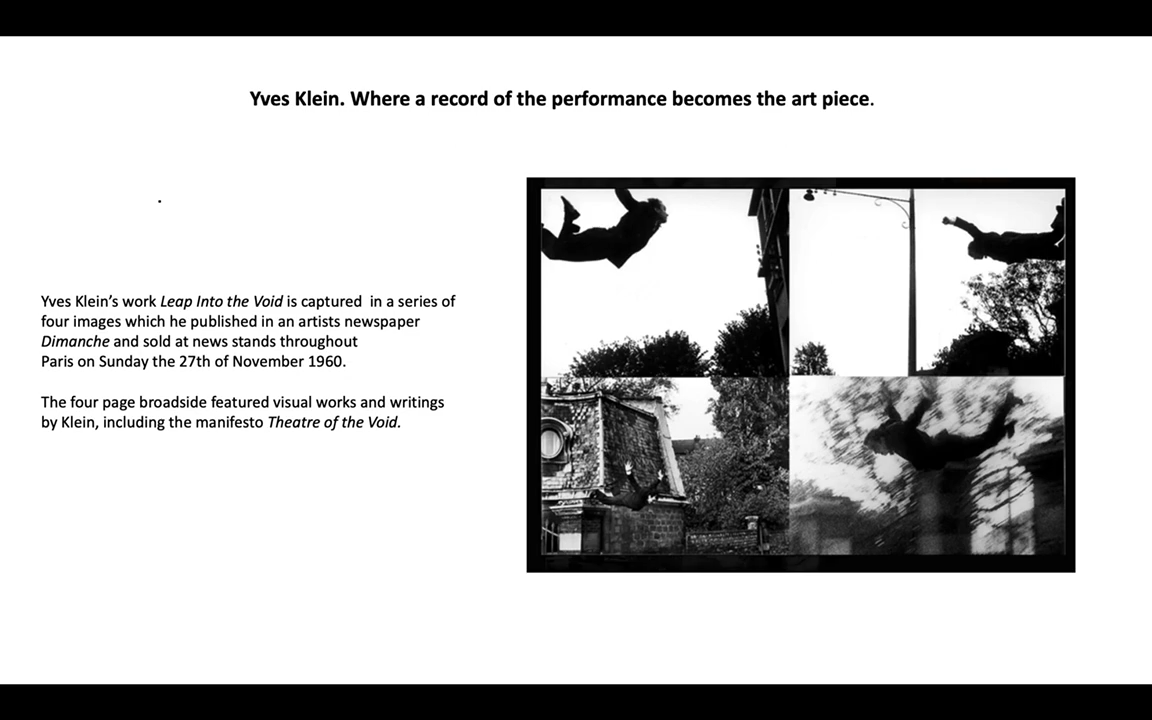 Yves Klein. Where a record of the performance becomes the art piece.
.
Yves Klein’s work Leap Into the Void is captured  in a series of
four images which he published in an artists newspaper
Dimanche and sold at news stands throughout
Paris on Sunday the 27th of November 1960.
The four page broadside featured visual works and writings
by Klein, including the manifesto Theatre of the Void.